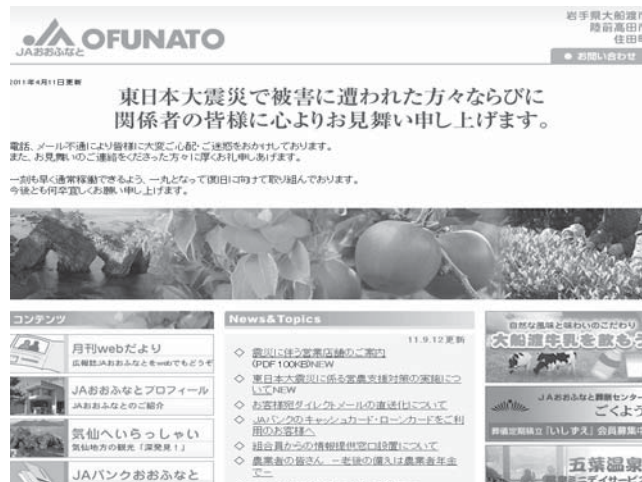 岩手県大船渡
陸前高田
住田
JAおおふなと
OFUNATO
お問い合わせ
2011年4月11日更新
東日本大震災で被害に遭われた方々ならびに
関係者の皆様に心よりお見舞い申し上げます。
電話、メール不通により皆様に大変ご心配・ご迷惑をおかけしております。
また、お見舞いのご連絡をくださった方々に厚くお礼申しあげます。
一刻も早く通常稼働できるよう、一丸となって復旧に向けて取り組んでおります。
今後とも何卒宜しくお願い申し上げます。
コンテンツ
月刊webだより
広報誌JAおおふなとをwebでもどうぞ
JAおおふなとプロフィール
JAおおふなとのご紹介
気仙へいらっしゃい
気仙地方の観光「深発見!」
JAバンクおおふなと
News&Topics
11.9.12更新
震災に伴う営業店舗のご案内
(PDF 100KB)NEW
東日本大震災に係る営農支援対策の実施につ
いてNEW
お客様宛ダイレクトメールの直送化について
JAバンクのキャッシュカード・ローンカードをご利
用のお客様へ
組合員からの情報提供窓口設置について
農業者の皆さん －老後の備えは農業者年金
で－
自然な風味と味わいのこだわり
大船渡牛乳を飲もう
JAおおふなと葬祭センター
ごくよう
葬儀定期積立「いしずえ」会員募集中
五葉温泉
デイサービス